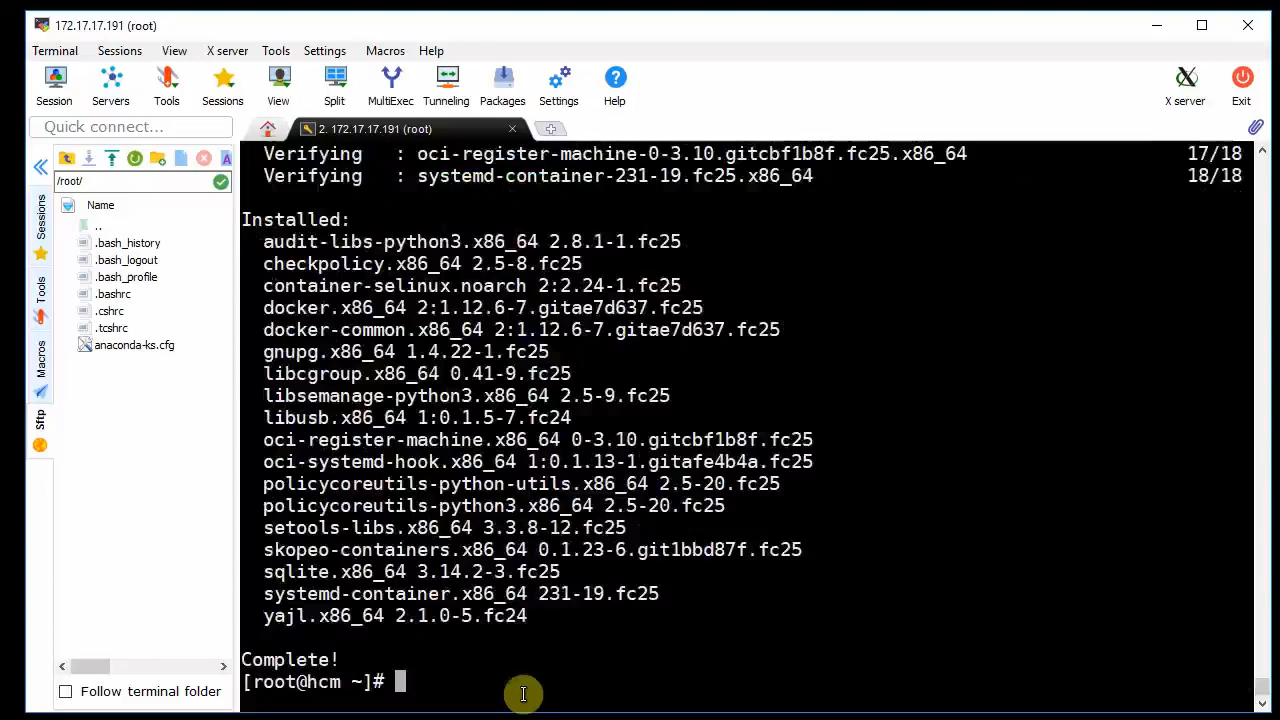 172.17.17.191 (root)
Terminal Sessions View X server Tools Settings Macros Help
Session Servers Tools Sessions View Split MultiExec Tunneling Packages Settings Help X server Exit
Quick connect...
2. 172.17.17.191 (root)
/root/
Name
..
.bash_history
.bash_logout
.bash_profile
.bashrc
.cshrc
.tcshrc
anaconda-ks.cfg
Sessions
Tools
Macros
Sftp
Follow terminal folder
Verifying : oci-register-machine-0-3.10.gitcbf1b8f.fc25.x86_64 17/18
Verifying : systemd-container-231-19.fc25.x86_64 18/18
Installed:
audit-libs-python3.x86_64 2.8.1-1.fc25
checkpolicy.x86_64 2.5-8.fc25
container-selinux.noarch 2:2.24-1.fc25
docker.x86_64 2:1.12.6-7.gitae7d637.fc25
docker-common.x86_64 2:1.12.6-7.gitae7d637.fc25
gnupg.x86_64 1.4.22-1.fc25
libcgroup.x86_64 0.41-9.fc25
libsemanage-python3.x86_64 2.5-9.fc25
libusb.x86_64 1:0.1.5-7.fc24
oci-register-machine.x86_64 0-3.10.gitcbf1b8f.fc25
oci-systemd-hook.x86_64 1:0.1.13-1.gitafe4b4a.fc25
policycoreutils-python-utils.x86_64 2.5-20.fc25
policycoreutils-python3.x86_64 2.5-20.fc25
setools-libs.x86_64 3.3.8-12.fc25
skopeo-containers.x86_64 0.1.23-6.git1bbd87f.fc25
sqlite.x86_64 3.14.2-3.fc25
systemd-container.x86_64 231-19.fc25
yajl.x86_64 2.1.0-5.fc24
Complete!
[root@hcm ~]#